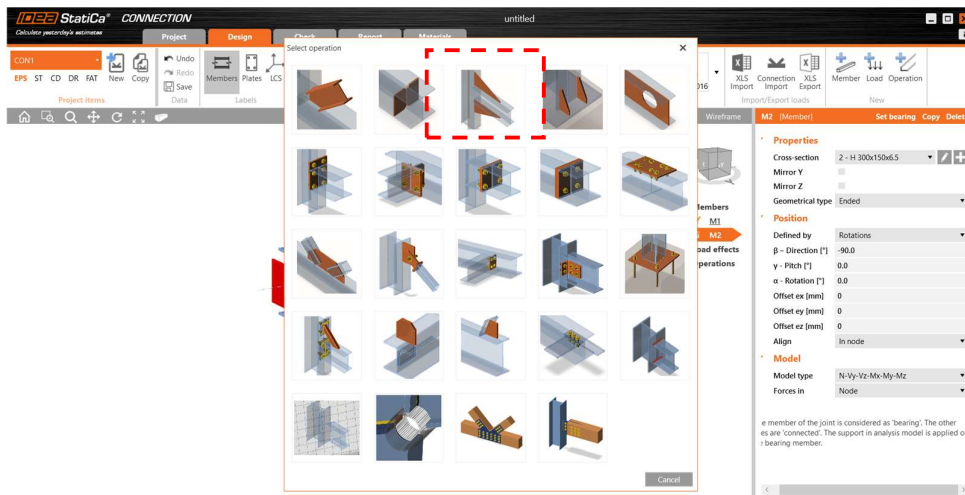 IDEA StatiCa® CONNECTION
untitled
Calculate yesterday's estimates
Project Design Check Report Materials
CON1
EPS ST CD DR FAT
New Copy
Undo
Redo
Save
Members Plates LCS
Project items Data Labels
016
XLS Import
Connection Import
XLS Export
Member Load Operation
Import/Export loads New
Select operation
Wireframe
M2 [Member] Set bearing Copy Delet
Properties
Cross-section 2 - H 300x150x6.5
Mirror Y
Mirror Z
Geometrical type Ended
Position
Defined by Rotations
β – Direction [°] -90.0
γ - Pitch [°] 0.0
α - Rotation [°] 0.0
Offset ex [mm] 0
Offset ey [mm] 0
Offset ez [mm] 0
Align In node
Model
Model type N-Vy-Vz-Mx-My-Mz
Forces in Node
embers
M1
M2
oad effects
perations
e member of the joint is considered as 'bearing'. The other
es are 'connected'. The support in analysis model is applied o
bearing member.
Cancel